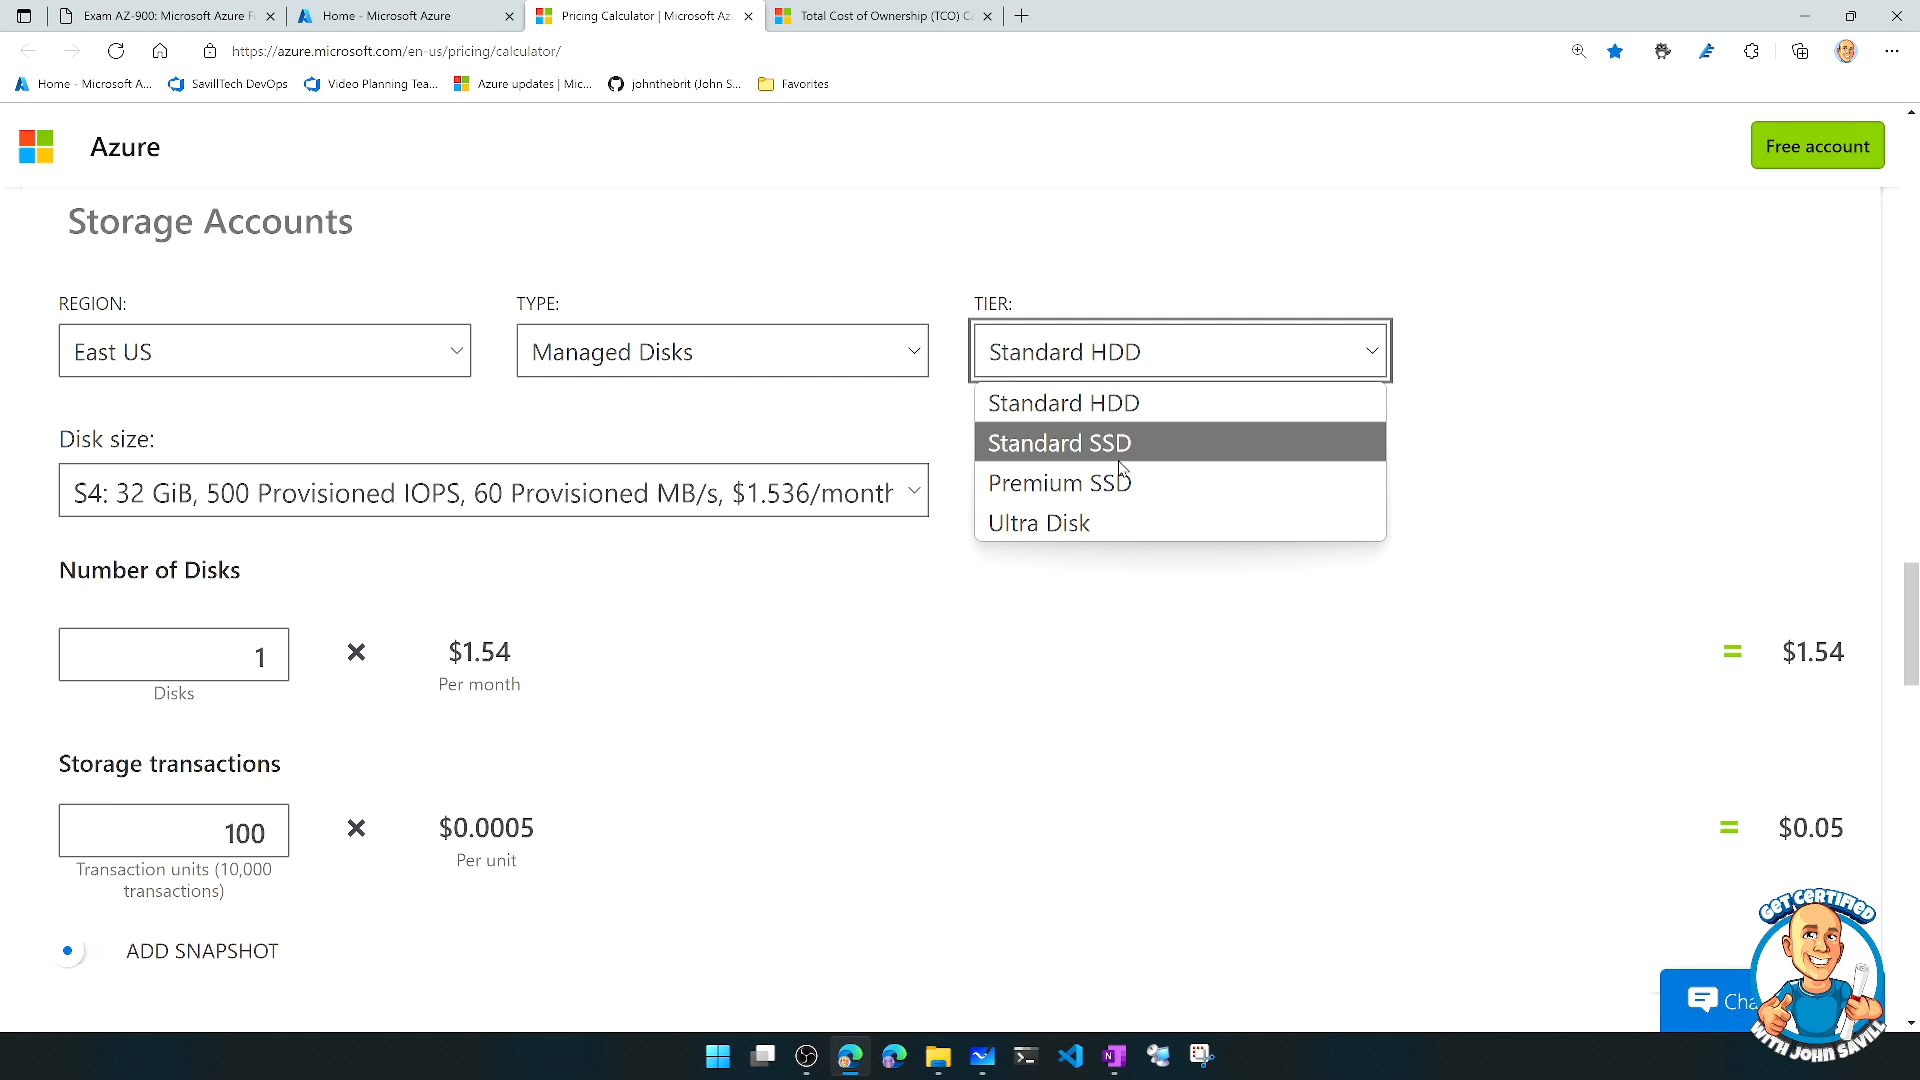 Exam AZ-900: Microsoft Azure Fu
Home - Microsoft Azure
Pricing Calculator | Microsoft Az
Total Cost of Ownership (TCO) Ca
https://azure.microsoft.com/en-us/pricing/calculator/
Home - Microsoft A...
SavillTech DevOps
Video Planning Tea...
Azure updates | Mic...
johnthebrit (John S...
Favorites
Azure
Free account
Storage Accounts
REGION:
TYPE:
TIER:
East US
Managed Disks
Standard HDD
Standard HDD
Standard SSD
Premium SSD
Ultra Disk
Disk size:
S4: 32 GiB, 500 Provisioned IOPS, 60 Provisioned MB/s, $1.536/month
Number of Disks
1
$1.54
= $1.54
Disks
Per month
Storage transactions
100
$0.0005
= $0.05
Transaction units (10,000
transactions)
Per unit
ADD SNAPSHOT
Cha
GET CERTIFIED
WITH JOHN SAVILL